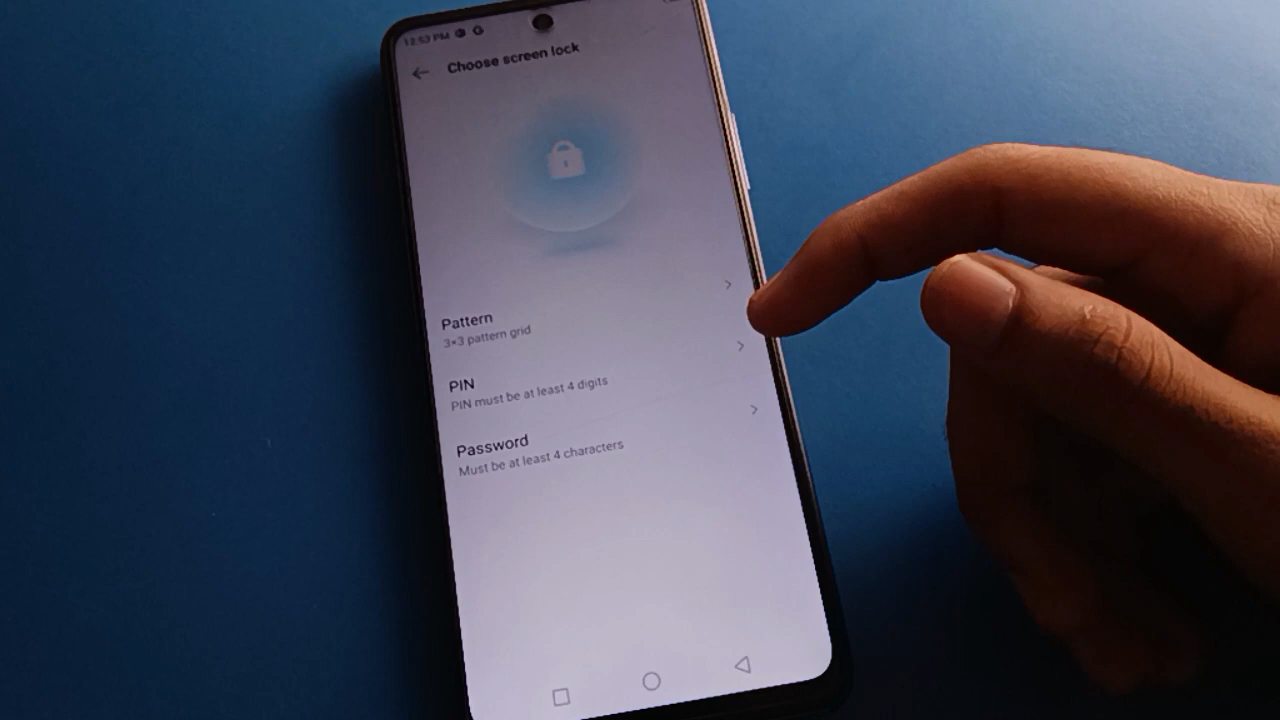 12:53 PM
Choose screen lock
Pattern
3×3 pattern grid
PIN
PIN must be at least 4 digits
Password
Must be at least 4 characters